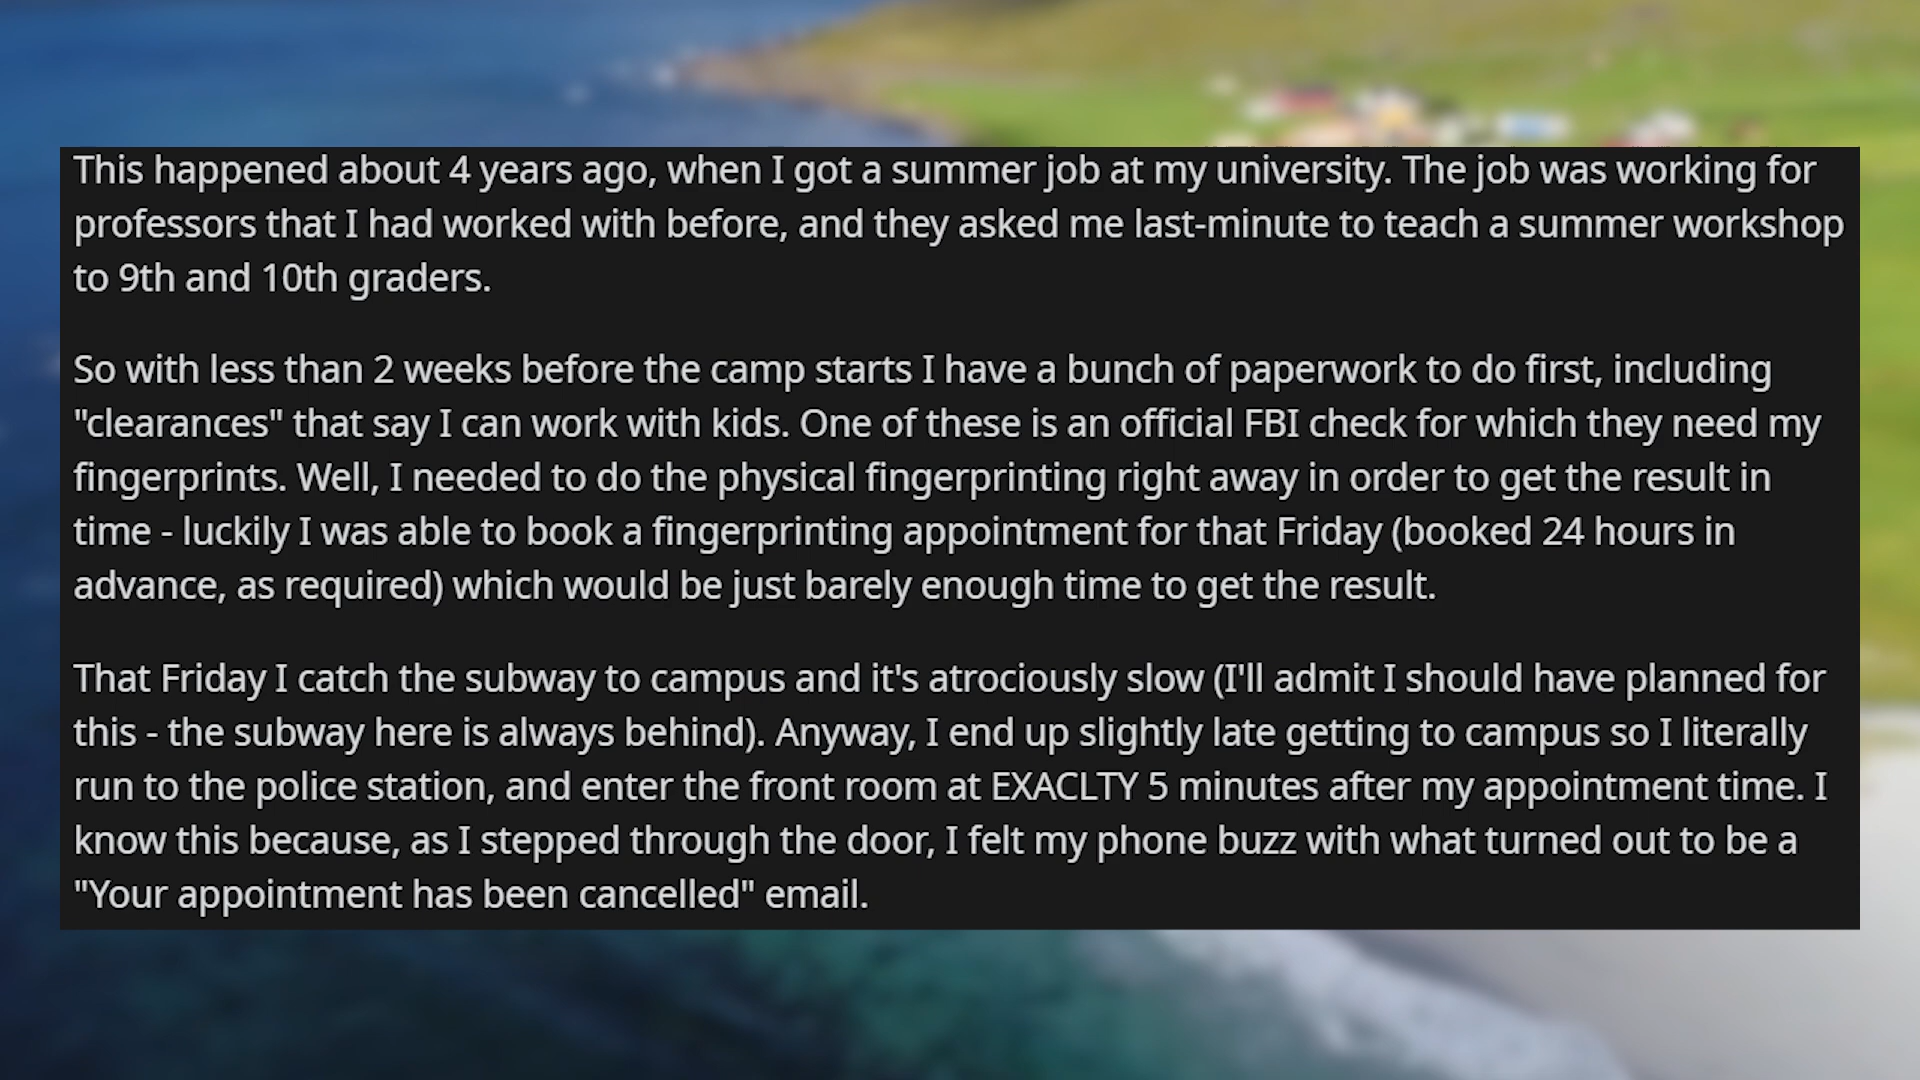 This happened about 4 years ago, when I got a summer job at my university. The job was working for
professors that I had worked with before, and they asked me last-minute to teach a summer workshop
to 9th and 10th graders.
So with less than 2 weeks before the camp starts I have a bunch of paperwork to do first, including
"clearances" that say I can work with kids. One of these is an official FBI check for which they need my
fingerprints. Well, I needed to do the physical fingerprinting right away in order to get the result in
time - luckily I was able to book a fingerprinting appointment for that Friday (booked 24 hours in
advance, as required) which would be just barely enough time to get the result.
That Friday I catch the subway to campus and it's atrociously slow (I'll admit I should have planned for
this - the subway here is always behind). Anyway, I end up slightly late getting to campus so I literally
run to the police station, and enter the front room at EXACLTY 5 minutes after my appointment time. I
know this because, as I stepped through the door, I felt my phone buzz with what turned out to be a
"Your appointment has been cancelled" email.